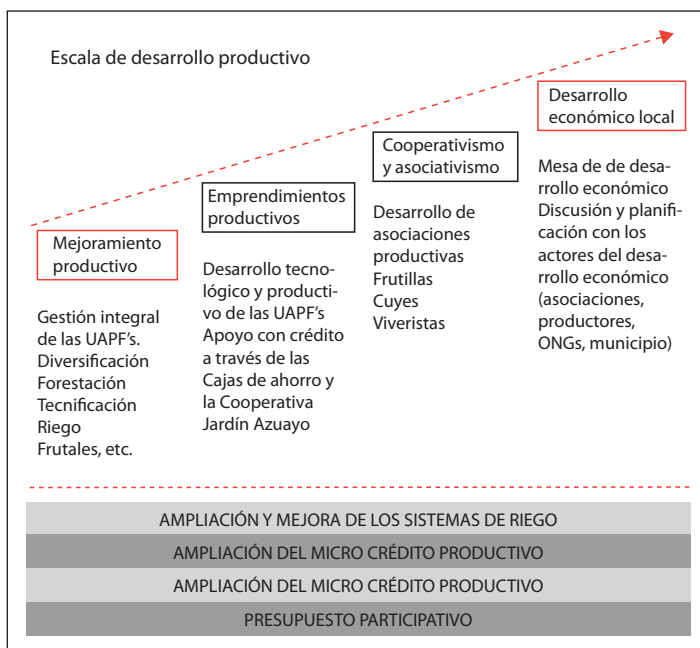 Escala de desarrollo productivo
Mejoramiento
productivo
Gestión integral
de las UAPF's.
Diversificación
Forestación
Tecnificación
Riego
Frutales, etc.
Emprendimientos
productivos
Desarrollo tecno-
lógico y producti-
vo de las UAPF's
Apoyo con crédito
a través de las
Cajas de ahorro y
la Cooperativa
Jardín Azuayo
Cooperativismo
y asociativismo
Desarrollo de
asociaciones
productivas
Frutillas
Cuyes
Viveristas
Desarrollo
económico local
Mesa de de desa-
rrollo económico
Discusión y planifi-
cación con los
actores del desa-
rrollo económico
(asociaciones,
productores,
ONGs, municipio)
AMPLIACIÓN Y MEJORA DE LOS SISTEMAS DE RIEGO
AMPLIACIÓN DEL MICRO CRÉDITO PRODUCTIVO
AMPLIACIÓN DEL MICRO CRÉDITO PRODUCTIVO
PRESUPUESTO PARTICIPATIVO